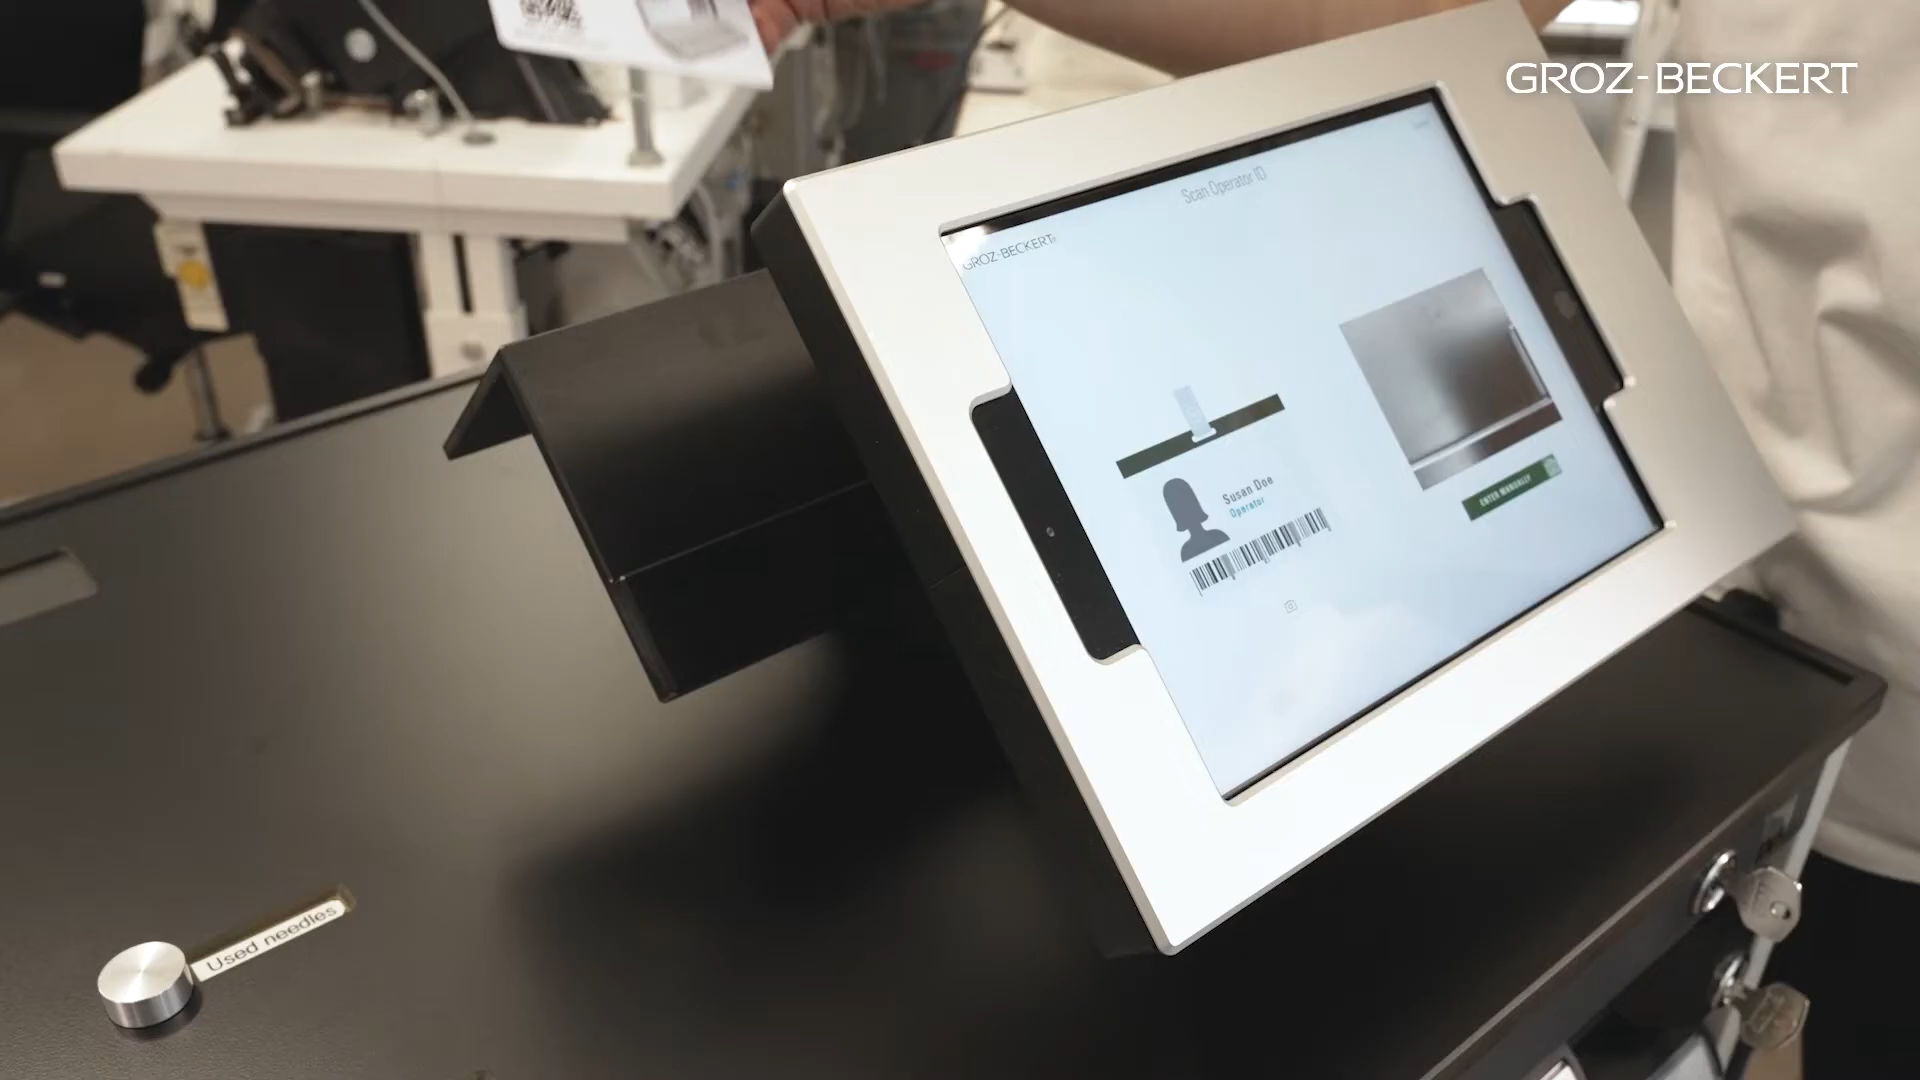 GROZ-BECKERT
Scan Operator ID
GROZ-BECKERT
Susan Doe
Operator
ENTER MANUALLY
Used needles